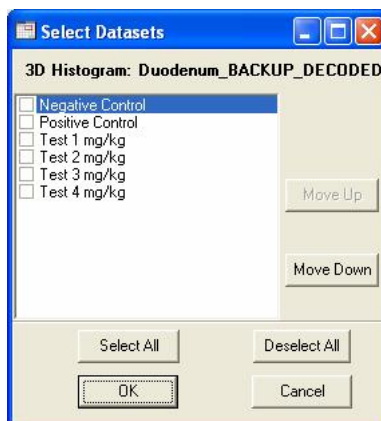 Select Datasets
3D Histogram: Duodenum_BACKUP_DECODED
Negative Control
Positive Control
Test 1 mg/kg
Test 2 mg/kg
Test 3 mg/kg
Test 4 mg/kg
Move Up
Move Down
Select All
Deselect All
OK
Cancel